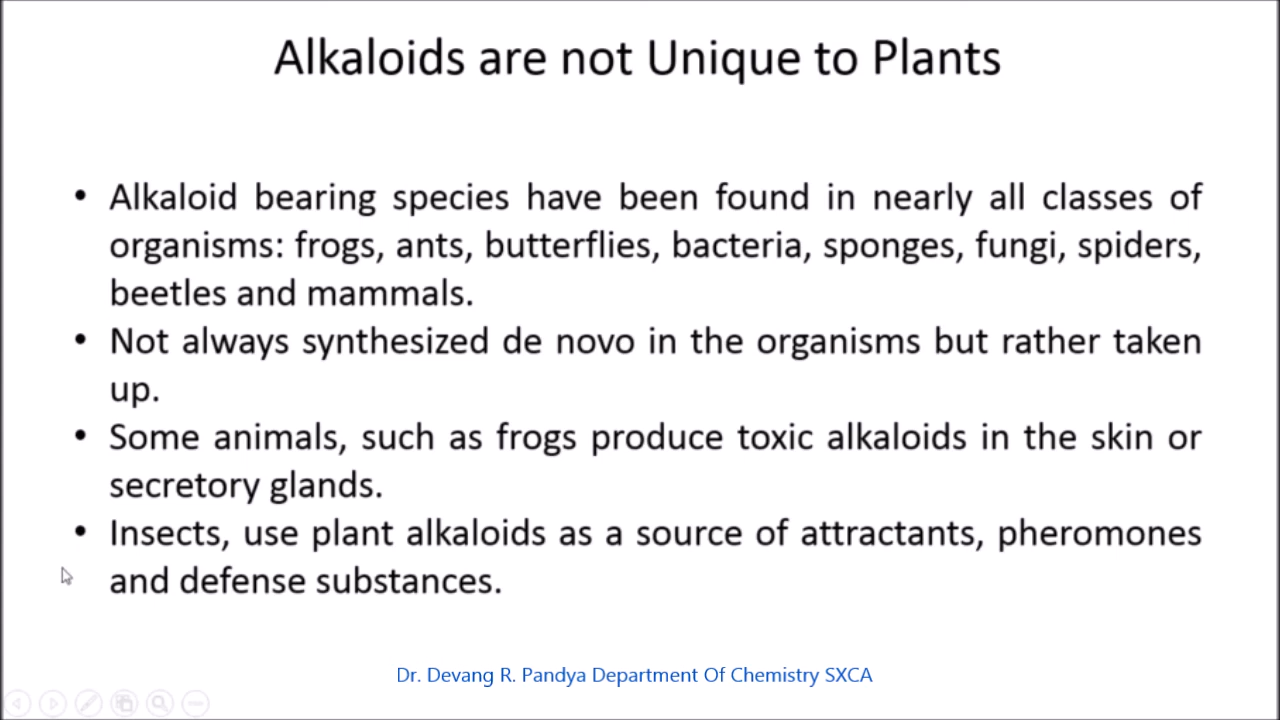 Alkaloids are not Unique to Plants
• Alkaloid bearing species have been found in nearly all classes of
organisms: frogs, ants, butterflies, bacteria, sponges, fungi, spiders,
beetles and mammals.
• Not always synthesized de novo in the organisms but rather taken
up.
• Some animals, such as frogs produce toxic alkaloids in the skin or
secretory glands.
• Insects, use plant alkaloids as a source of attractants, pheromones
and defense substances.
Dr. Devang R. Pandya Department Of Chemistry SXCA